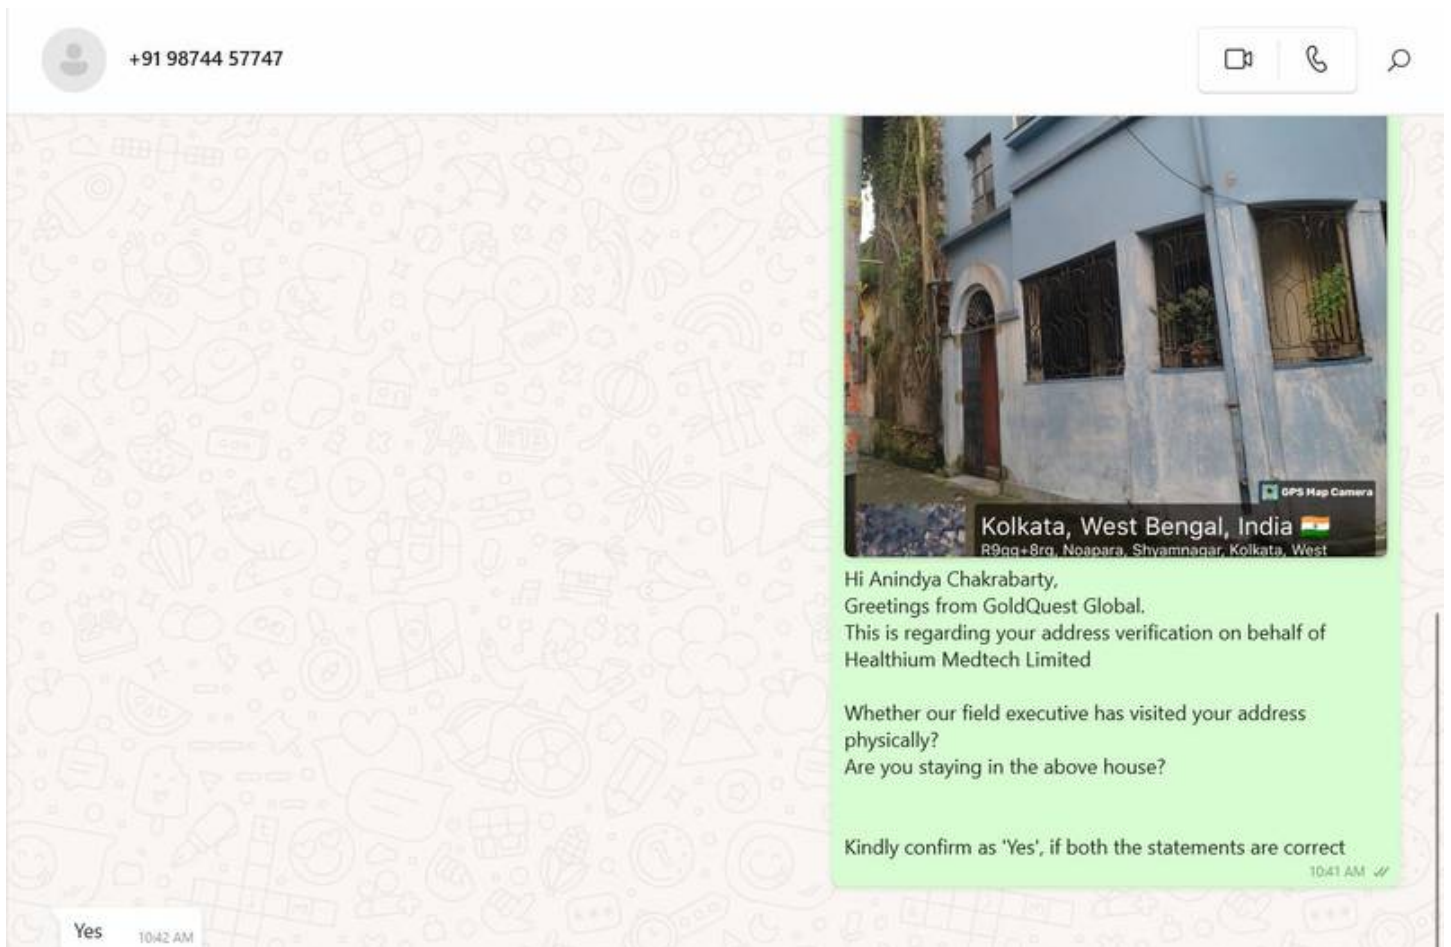 +91 98744 57747
GPS Map Camera
Kolkata, West Bengal, India
R9gg+8rg, Noapara, Shyamnagar, Kolkata, West
Hi Anindya Chakrabarty,
Greetings from GoldQuest Global.
This is regarding your address verification on behalf of
Healthium Medtech Limited
Whether our field executive has visited your address
physically?
Are you staying in the above house?
Kindly confirm as 'Yes', if both the statements are correct
10:41 AM
Yes
10:42 AM